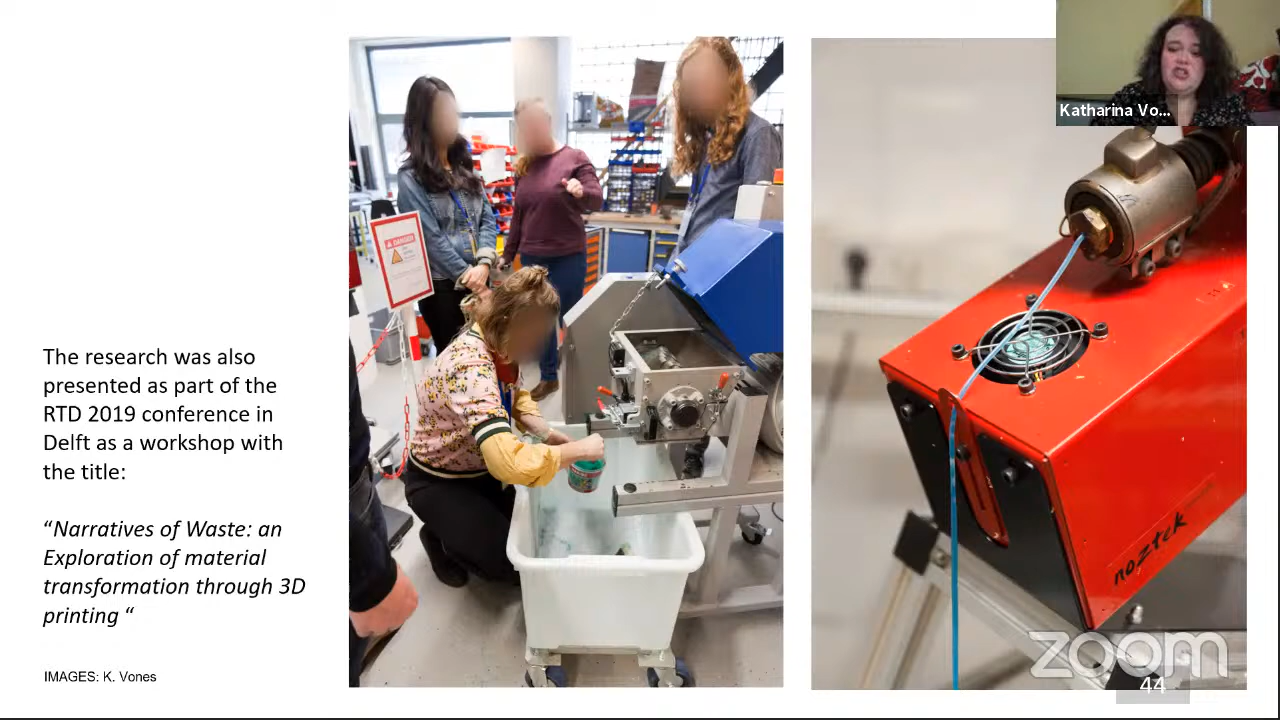 Katharina Vo...
DANGER
The research was also
presented as part of the
RTD 2019 conference in
Delft as a workshop with
the title:
“Narratives of Waste: an
Exploration of material
transformation through 3D
printing “
noztek
IMAGES: K. Vones
zoom
44